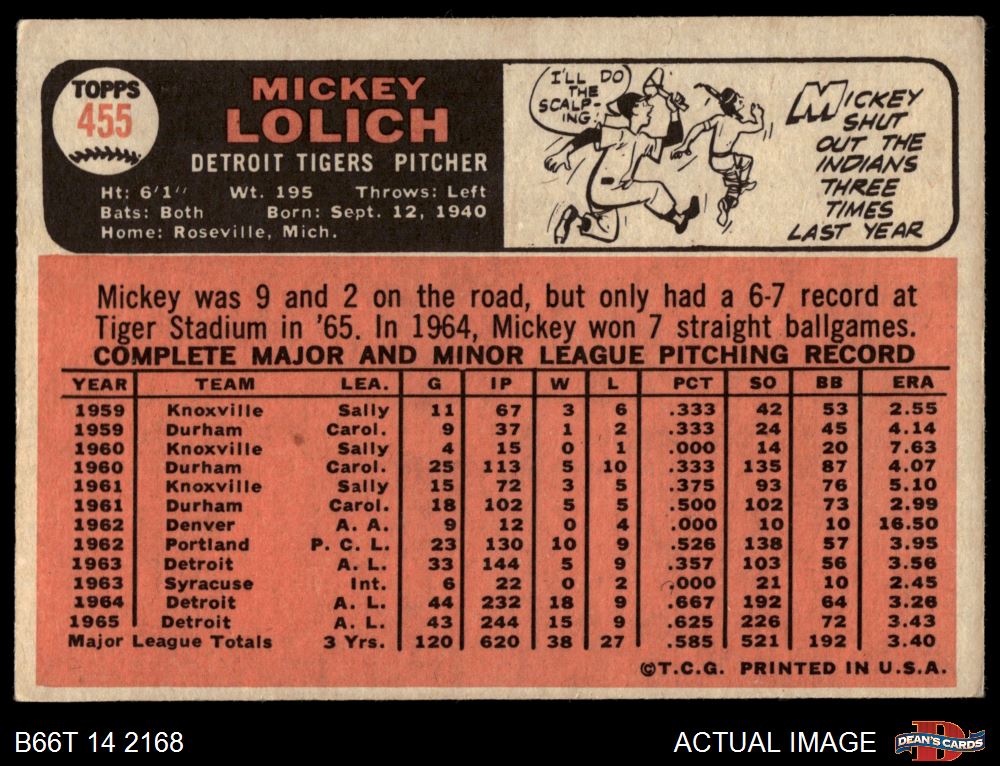 TOPPS
455
MICKEY
LOLICH
DETROIT TIGERS PITCHER
Ht: 6'1" Wt. 195 Throws: Left
Bats: Both Born: Sept. 12, 1940
Home: Roseville, Mich.
I'LL DO
THE
SCALP-
ING!
MICKEY
SHUT
OUT THE
INDIANS
THREE
TIMES
LAST YEAR
Mickey was 9 and 2 on the road, but only had a 6-7 record at
Tiger Stadium in '65. In 1964, Mickey won 7 straight ballgames.
COMPLETE MAJOR AND MINOR LEAGUE PITCHING RECORD
YEAR TEAM LEA. G IP W L PCT SO BB ERA
1959 Knoxville Sally 11 67 3 6 .333 42 53 2.55
1959 Durham Carol. 9 37 1 2 .333 24 45 4.14
1960 Knoxville Sally 4 15 0 1 .000 14 20 7.63
1960 Durham Carol. 25 113 5 10 .333 135 87 4.07
1961 Knoxville Sally 15 72 3 5 .375 93 76 5.10
1961 Durham Carol. 18 102 5 5 .500 102 73 2.99
1962 Denver A. A. 9 12 0 4 .000 10 10 16.50
1962 Portland P. C. L. 23 130 10 9 .526 138 57 3.95
1963 Detroit A. L. 33 144 5 9 .357 103 56 3.56
1963 Syracuse Int. 6 22 0 2 .000 21 10 2.45
1964 Detroit A. L. 44 232 18 9 .667 192 64 3.26
1965 Detroit A. L. 43 244 15 9 .625 226 72 3.43
Major League Totals 3 Yrs. 120 620 38 27 .585 521 192 3.40
©T.C.G. PRINTED IN U.S.A.
B66T 14 2168
ACTUAL IMAGE
DEAN'S CARDS